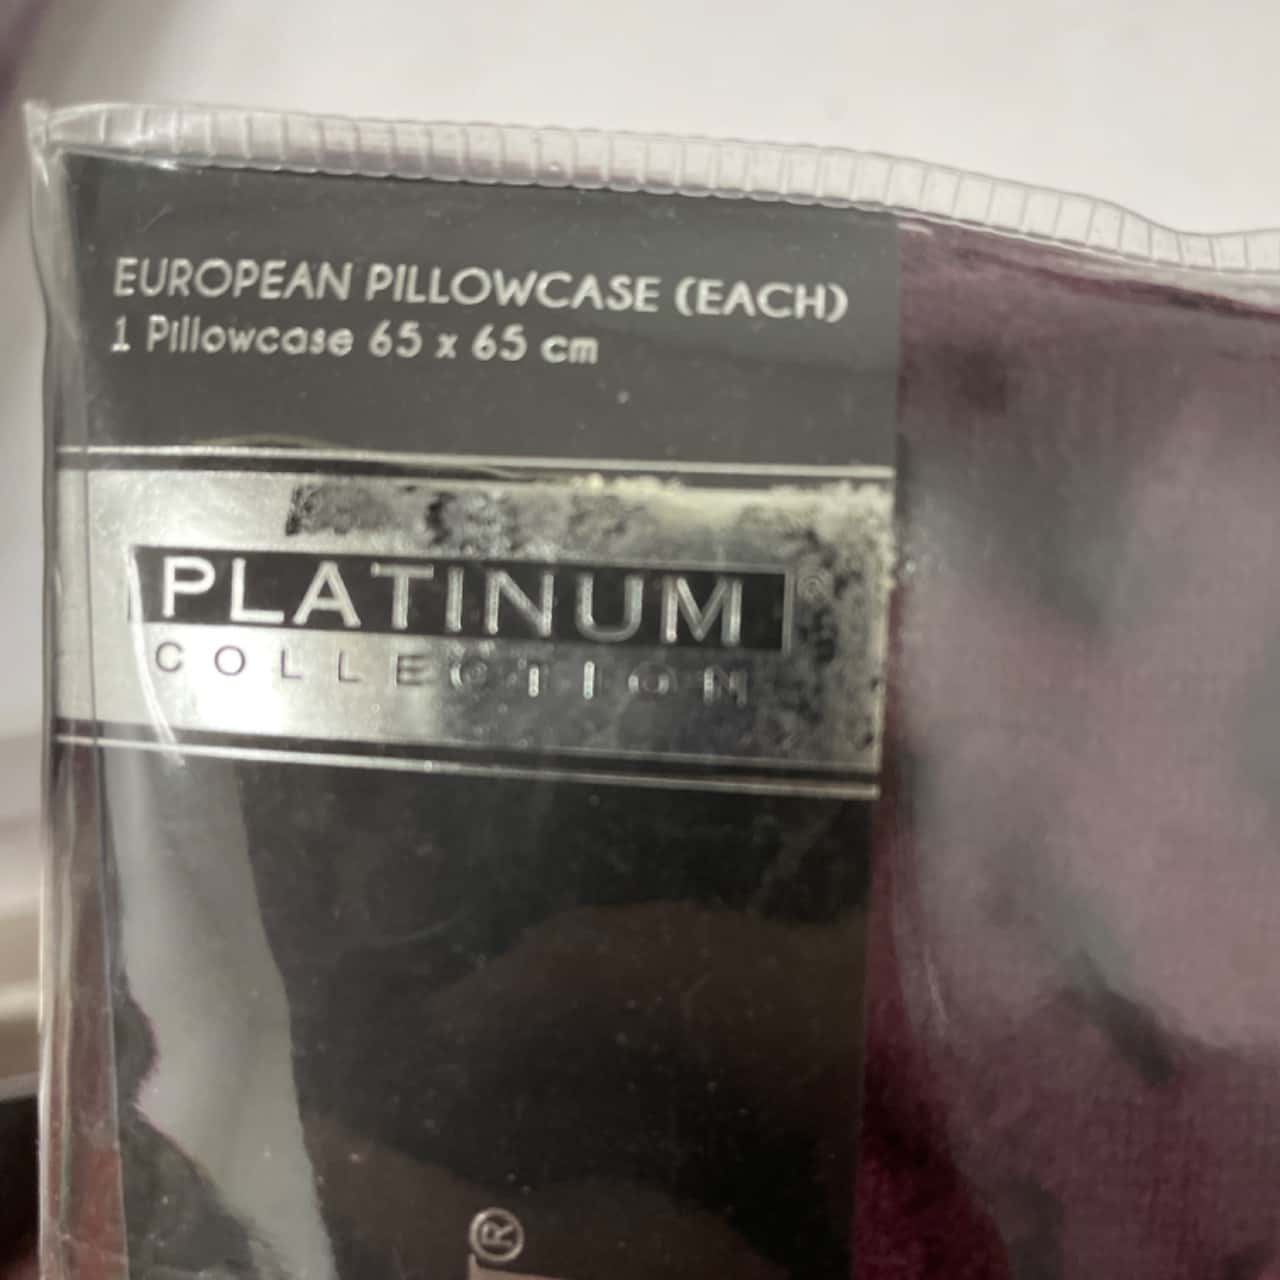 EUROPEAN PILLOWCASE (EACH)
1 Pillowcase 65 x 65 cm
PLATINUM ®
COLLECTION
®